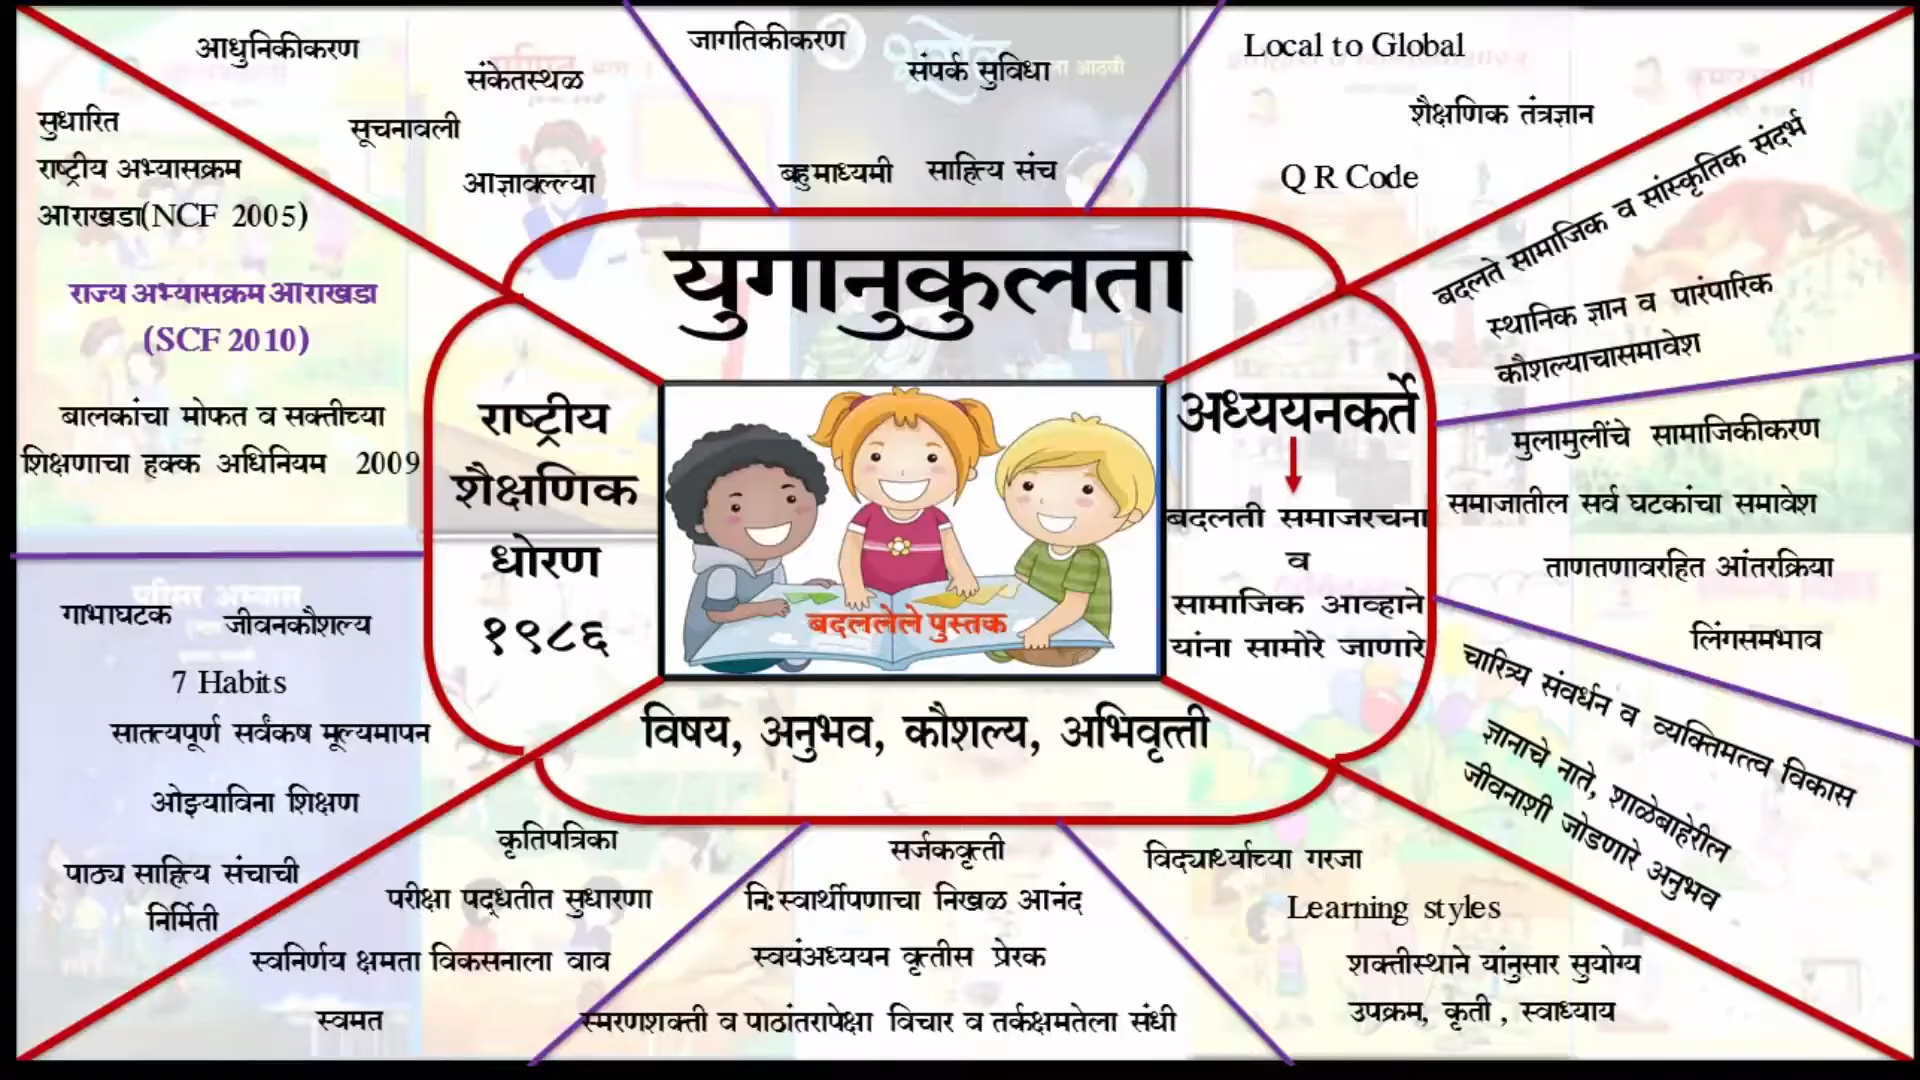 आधुनिकीकरण
संकेतस्थळ
सूचनावली
आज्ञावल्ल्या
जागतिकीकरण
संपर्क सुविधा
बहुमाध्यमी साहित्य संच
Local to Global
शैक्षणिक तंत्रज्ञान
Q R Code
सुधारित
राष्ट्रीय अभ्यासक्रम
आराखडा(NCF 2005)
राज्य अभ्यासक्रम आराखडा
(SCF 2010)
बालकांचा मोफत व सक्तीच्या
शिक्षणाचा हक्क अधिनियम 2009
गाभाघटक
जीवनकौशल्य
7 Habits
सातत्यपूर्ण सर्वंकष मूल्यमापन
ओझ्याविना शिक्षण
पाठ्य साहित्य संचाची
निर्मिती
युगानुकुलता
राष्ट्रीय
शैक्षणिक
धोरण
१९८६
बदललेले पुस्तक
अध्ययनकर्ते
बदलती समाजरचना
व
सामाजिक आव्हाने
यांना सामोरे जाणारे
विषय, अनुभव, कौशल्य, अभिवृत्ती
बदलते सामाजिक व सांस्कृतिक संदर्भ
स्थानिक ज्ञान व पारंपारिक
कौशल्याचासमावेश
मुलामुलींचे सामाजिकीकरण
समाजातील सर्व घटकांचा समावेश
ताणतणावरहित आंतरक्रिया
लिंगसमभाव
चारित्र्य संवर्धन व व्यक्तिमत्त्व विकास
ज्ञानाचे नाते, शाळेबाहेरील
जीवनाशी जोडणारे अनुभव
कृतिपत्रिका
परीक्षा पद्धतीत सुधारणा
स्वनिर्णय क्षमता विकसनाला वाव
स्वमत
सर्जकवृत्ती
नि:स्वार्थीपणाचा निखळ आनंद
स्वयंअध्ययन वृत्तीस प्रेरक
स्मरणशक्ती व पाठांतरापेक्षा विचार व तर्कक्षमतेला संधी
विद्यार्थ्याच्या गरजा
Learning styles
शक्तीस्थाने यांनुसार सुयोग्य
उपक्रम, कृती , स्वाध्याय